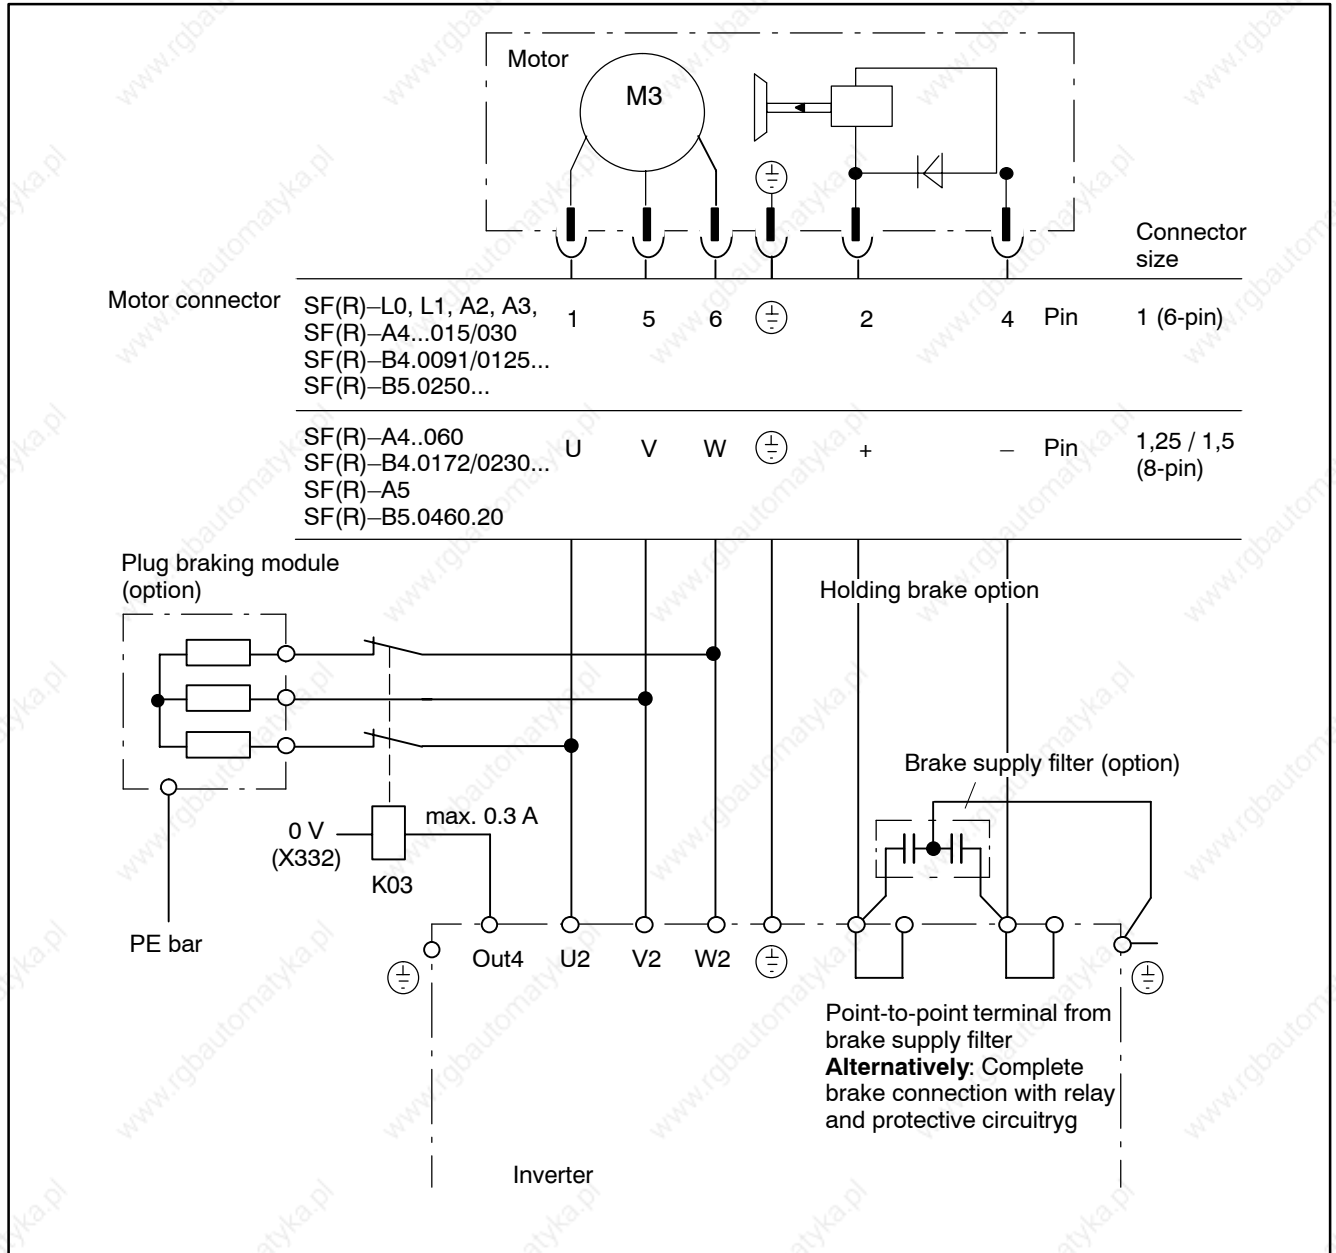 Motor
M3
Connector
size
Motor connector
SF(R)–L0, L1, A2, A3,
SF(R)–A4...015/030
SF(R)–B4.0091/0125...
SF(R)–B5.0250...
1 5 6 2 4 Pin 1 (6-pin)
SF(R)–A4..060
SF(R)–B4.0172/0230...
SF(R)–A5
SF(R)–B5.0460.20
U V W + – Pin 1,25 / 1,5
(8-pin)
Plug braking module
(option)
Holding brake option
Brake supply filter (option)
0 V
(X332)
max. 0.3 A
K03
PE bar
Out4 U2 V2 W2
Point-to-point terminal from
brake supply filter
Alternatively: Complete
brake connection with relay
and protective circuitryg
Inverter
www.rgbautomatyka.pl